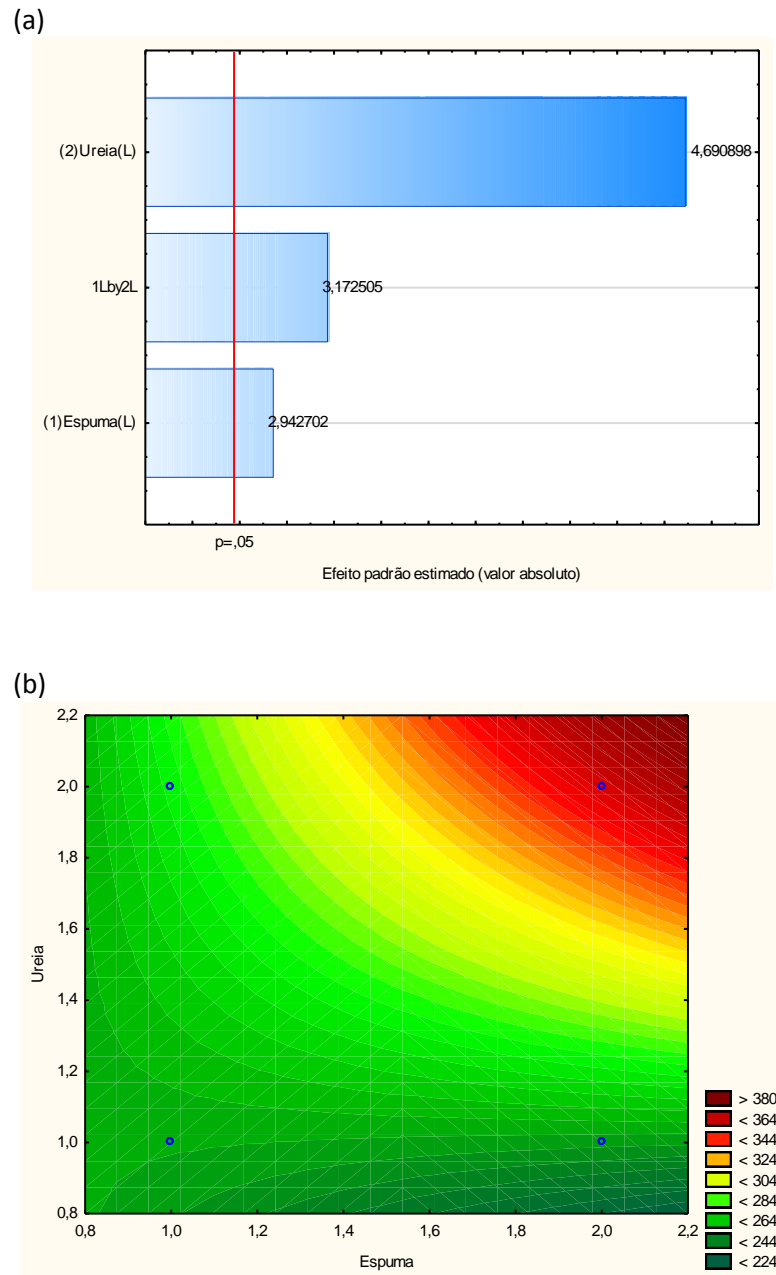 (a)
(2)Ureia(L)
4,690898
1Lby2L
3,172505
(1)Espuma(L)
2,942702
p=,05
Efeito padrão estimado (valor absoluto)
(b)
2,2
2,0
1,8
1,6
1,4
1,2
1,0
0,8
Ureia
0,8 1,0 1,2 1,4 1,6 1,8 2,0 2,2
Espuma
> 380
< 364
< 344
< 324
< 304
< 284
< 264
< 244
< 224